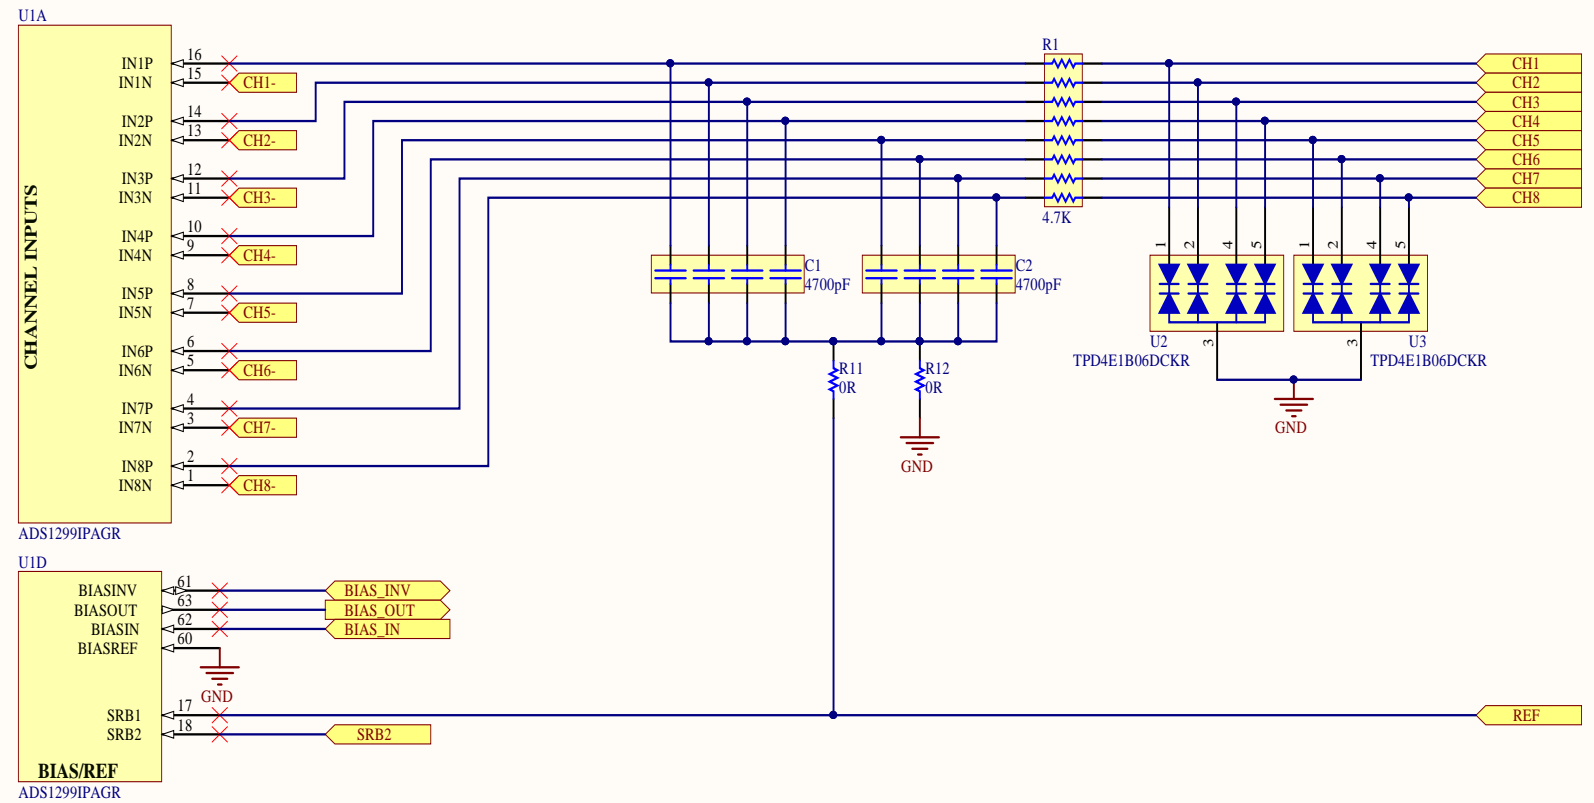 U1A
CHANNEL INPUTS
IN1P 16
IN1N 15 CH1-
IN2P 14
IN2N 13 CH2-
IN3P 12
IN3N 11 CH3-
IN4P 10
IN4N 9 CH4-
IN5P 8
IN5N 7 CH5-
IN6P 6
IN6N 5 CH6-
IN7P 4
IN7N 3 CH7-
IN8P 2
IN8N 1 CH8-
ADS1299IPAGR
R1
4.7K
CH1
CH2
CH3
CH4
CH5
CH6
CH7
CH8
C1
4700pF
C2
4700pF
1 2 4 5
3
U2
TPD4E1B06DCKR
1 2 4 5
3
U3
TPD4E1B06DCKR
GND
R11
0R
R12
0R
GND
U1D
BIASINV 61 BIAS_INV
BIASOUT 63 BIAS_OUT
BIASIN 62 BIAS_IN
BIASREF 60
GND
SRB1 17 REF
SRB2 18 SRB2
BIAS/REF
ADS1299IPAGR